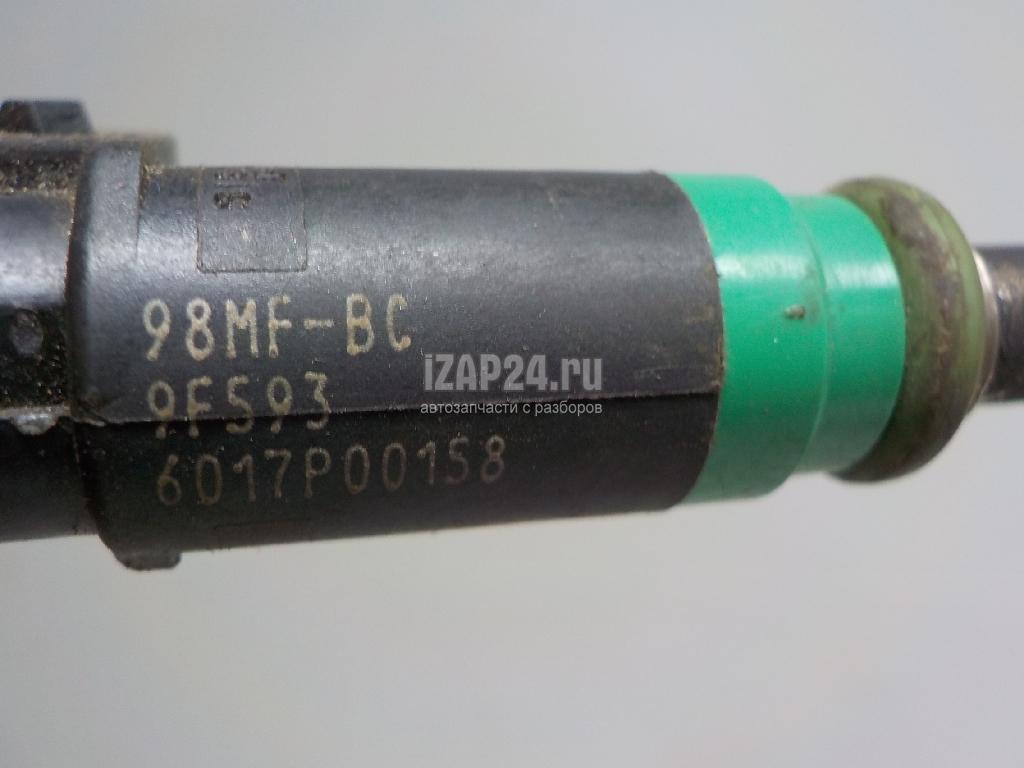 98MF-BC
9F593
6017P00158
iZAP24.ru
автозапчасти с разборов